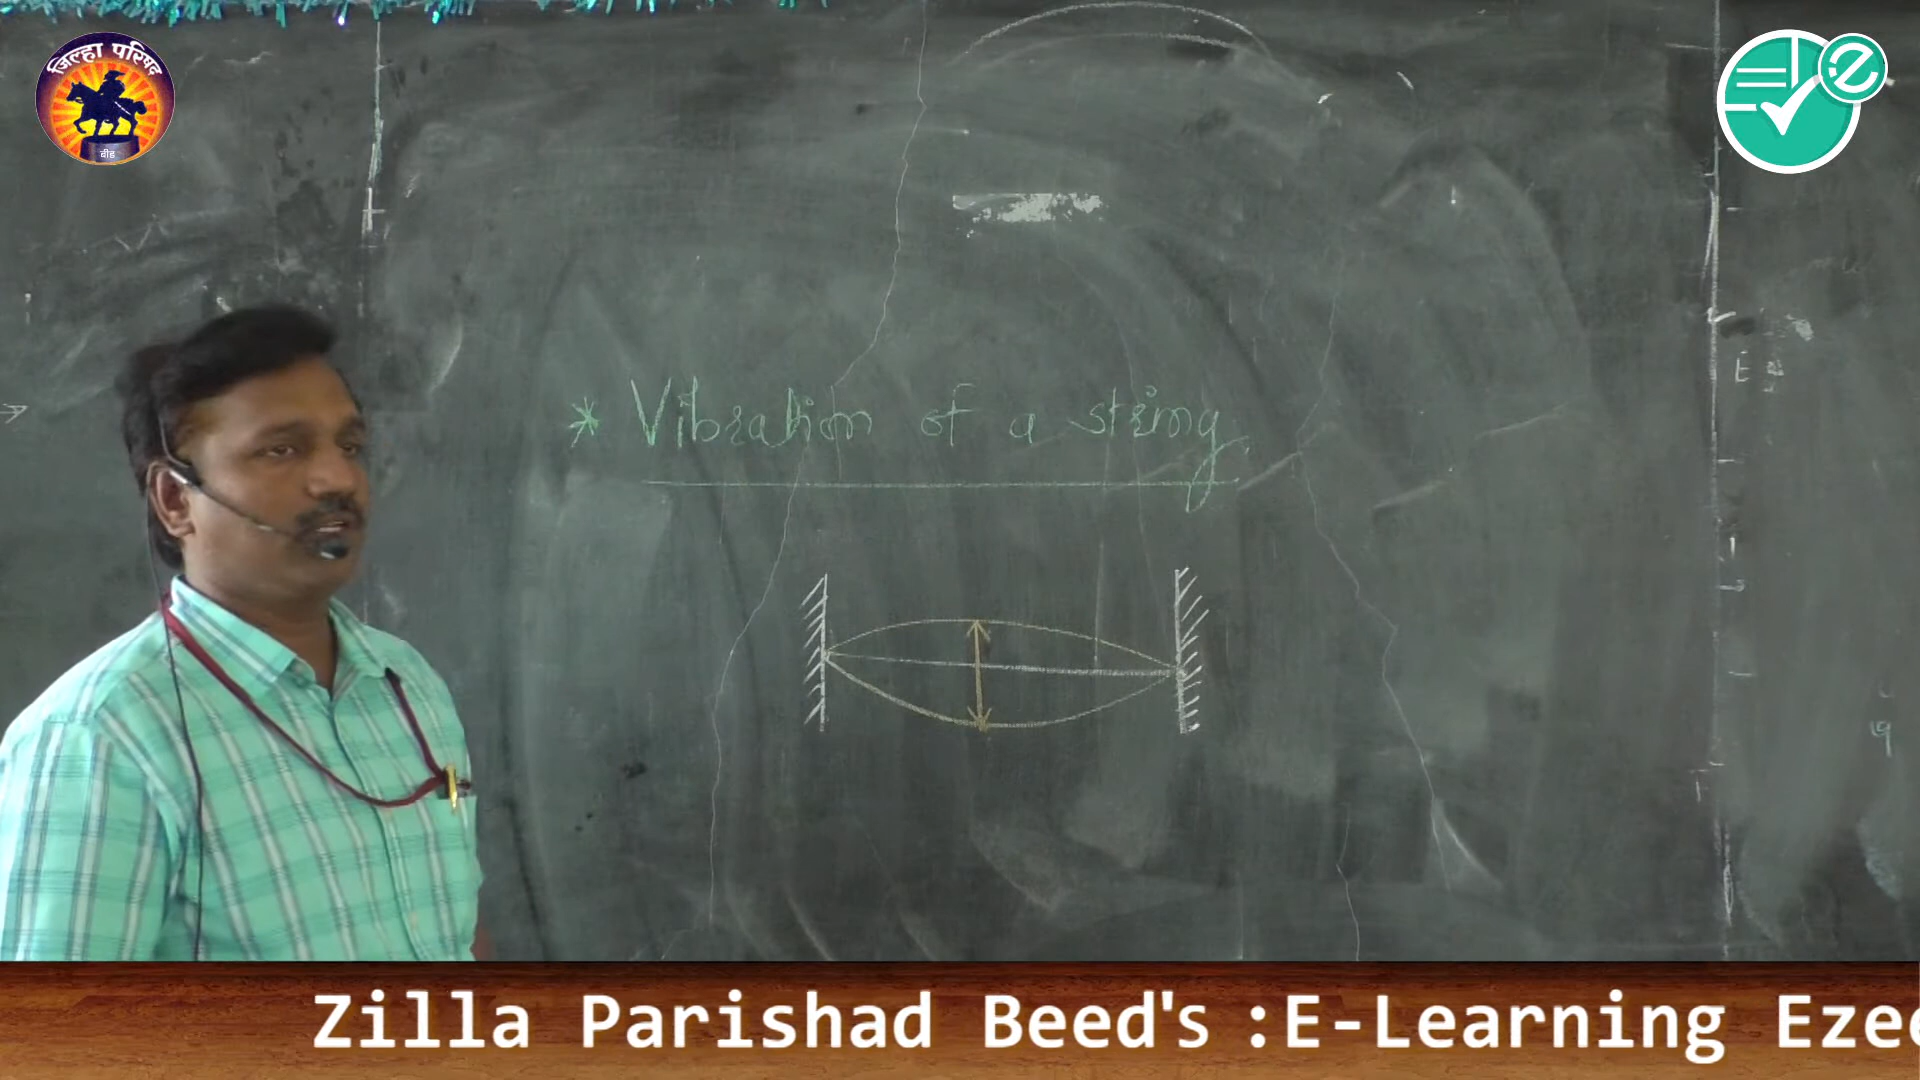 जिल्हा परिषद
बीड
* Vibration of a string
Zilla Parishad Beed's :E-Learning Ezee